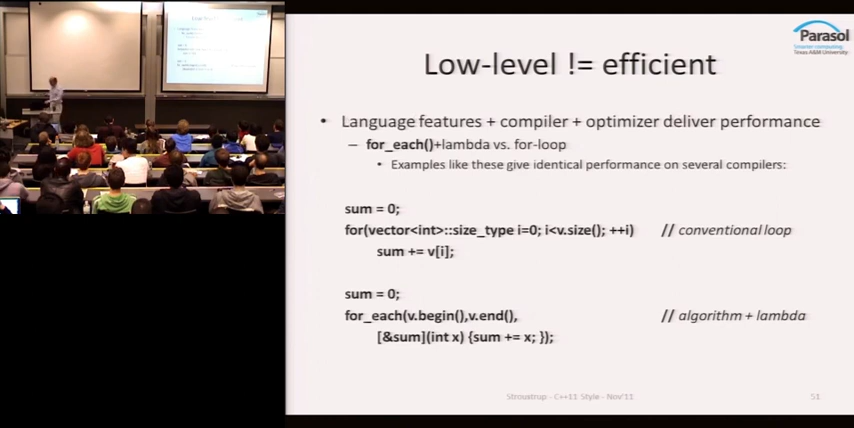 Parasol
Smarter computing.
Texas A&M University
Low-level != efficient
• Language features + compiler + optimizer deliver performance
– for_each()+lambda vs. for-loop
• Examples like these give identical performance on several compilers:
sum = 0;
for(vector<int>::size_type i=0; i<v.size(); ++i) // conventional loop
sum += v[i];
sum = 0;
for_each(v.begin(),v.end(), // algorithm + lambda
[&sum](int x) {sum += x; });
Stroustrup - C++11 Style - Nov'11 51